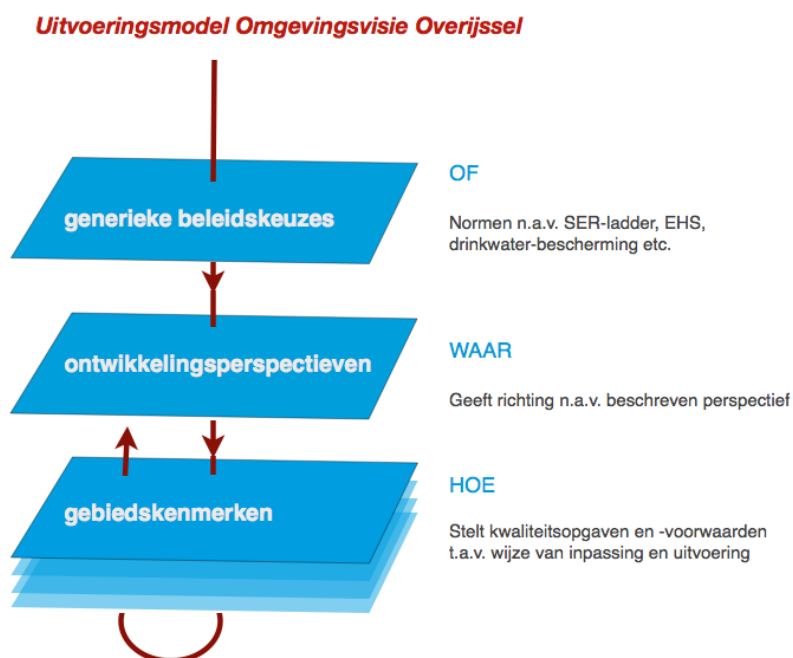 Uitvoeringsmodel Omgevingsvisie Overijssel
generieke beleidskeuzes
OF
Normen n.a.v. SER-ladder, EHS,
drinkwater-bescherming etc.
ontwikkelingsperspectieven
WAAR
Geeft richting n.a.v. beschreven perspectief
gebiedskenmerken
HOE
Stelt kwaliteitsopgaven en -voorwaarden
t.a.v. wijze van inpassing en uitvoering